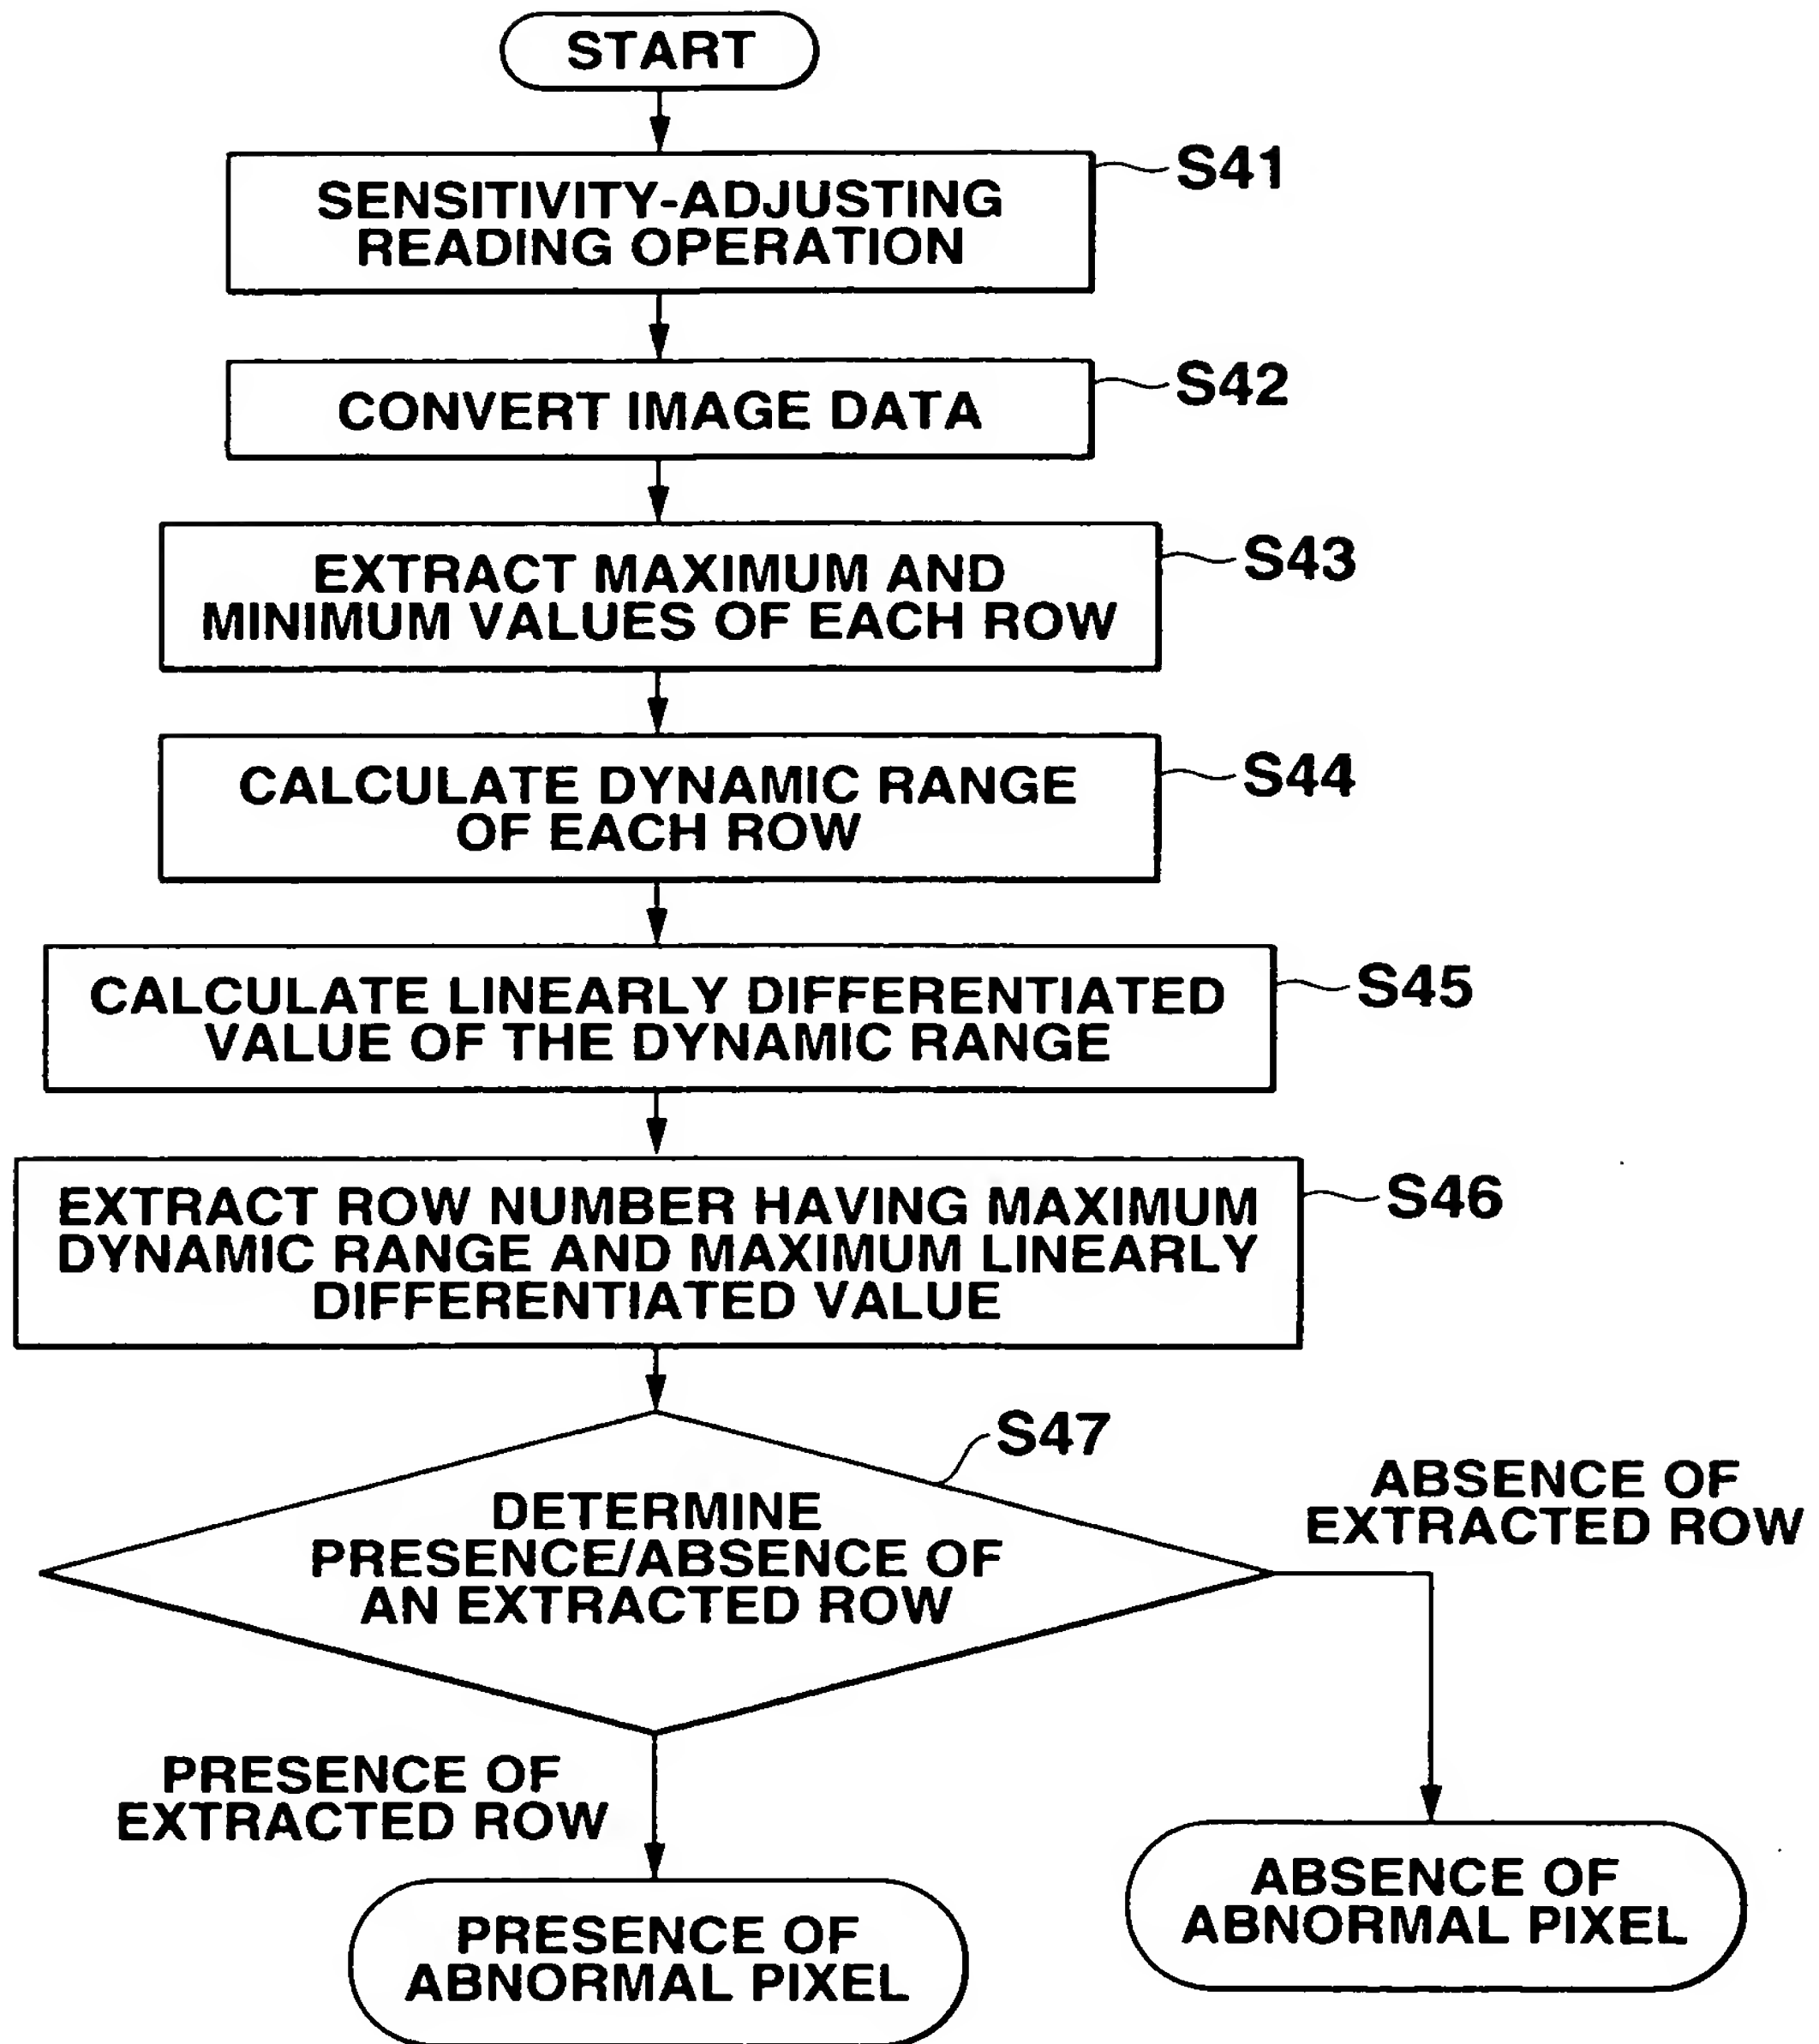 START
S41
SENSITIVITY-ADJUSTING
READING OPERATION
S42
CONVERT IMAGE DATA
S43
EXTRACT MAXIMUM AND
MINIMUM VALUES OF EACH ROW
S44
CALCULATE DYNAMIC RANGE
OF EACH ROW
S45
CALCULATE LINEARLY DIFFERENTIATED
VALUE OF THE DYNAMIC RANGE
S46
EXTRACT ROW NUMBER HAVING MAXIMUM
DYNAMIC RANGE AND MAXIMUM LINEARLY
DIFFERENTIATED VALUE
S47
DETERMINE
PRESENCE/ABSENCE OF
AN EXTRACTED ROW
ABSENCE OF
EXTRACTED ROW
PRESENCE OF
EXTRACTED ROW
PRESENCE OF
ABNORMAL PIXEL
ABSENCE OF
ABNORMAL PIXEL